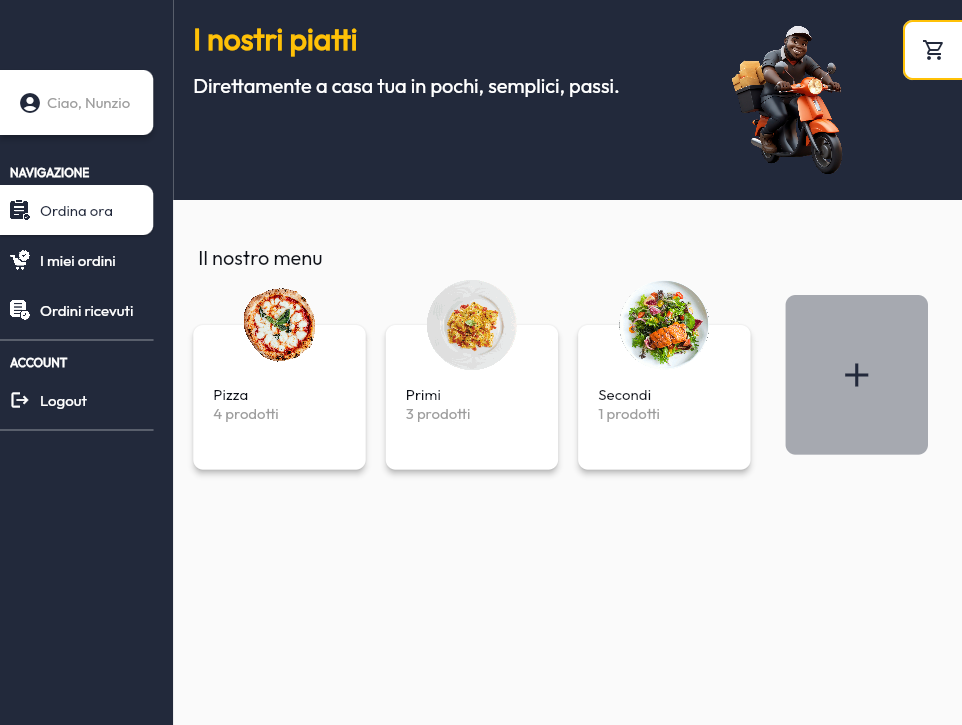 I nostri piatti
Direttamente a casa tua in pochi, semplici, passi.
Ciao, Nunzio
NAVIGAZIONE
Ordina ora
I miei ordini
Ordini ricevuti
ACCOUNT
Logout
Il nostro menu
Pizza
4 prodotti
Primi
3 prodotti
Secondi
1 prodotti